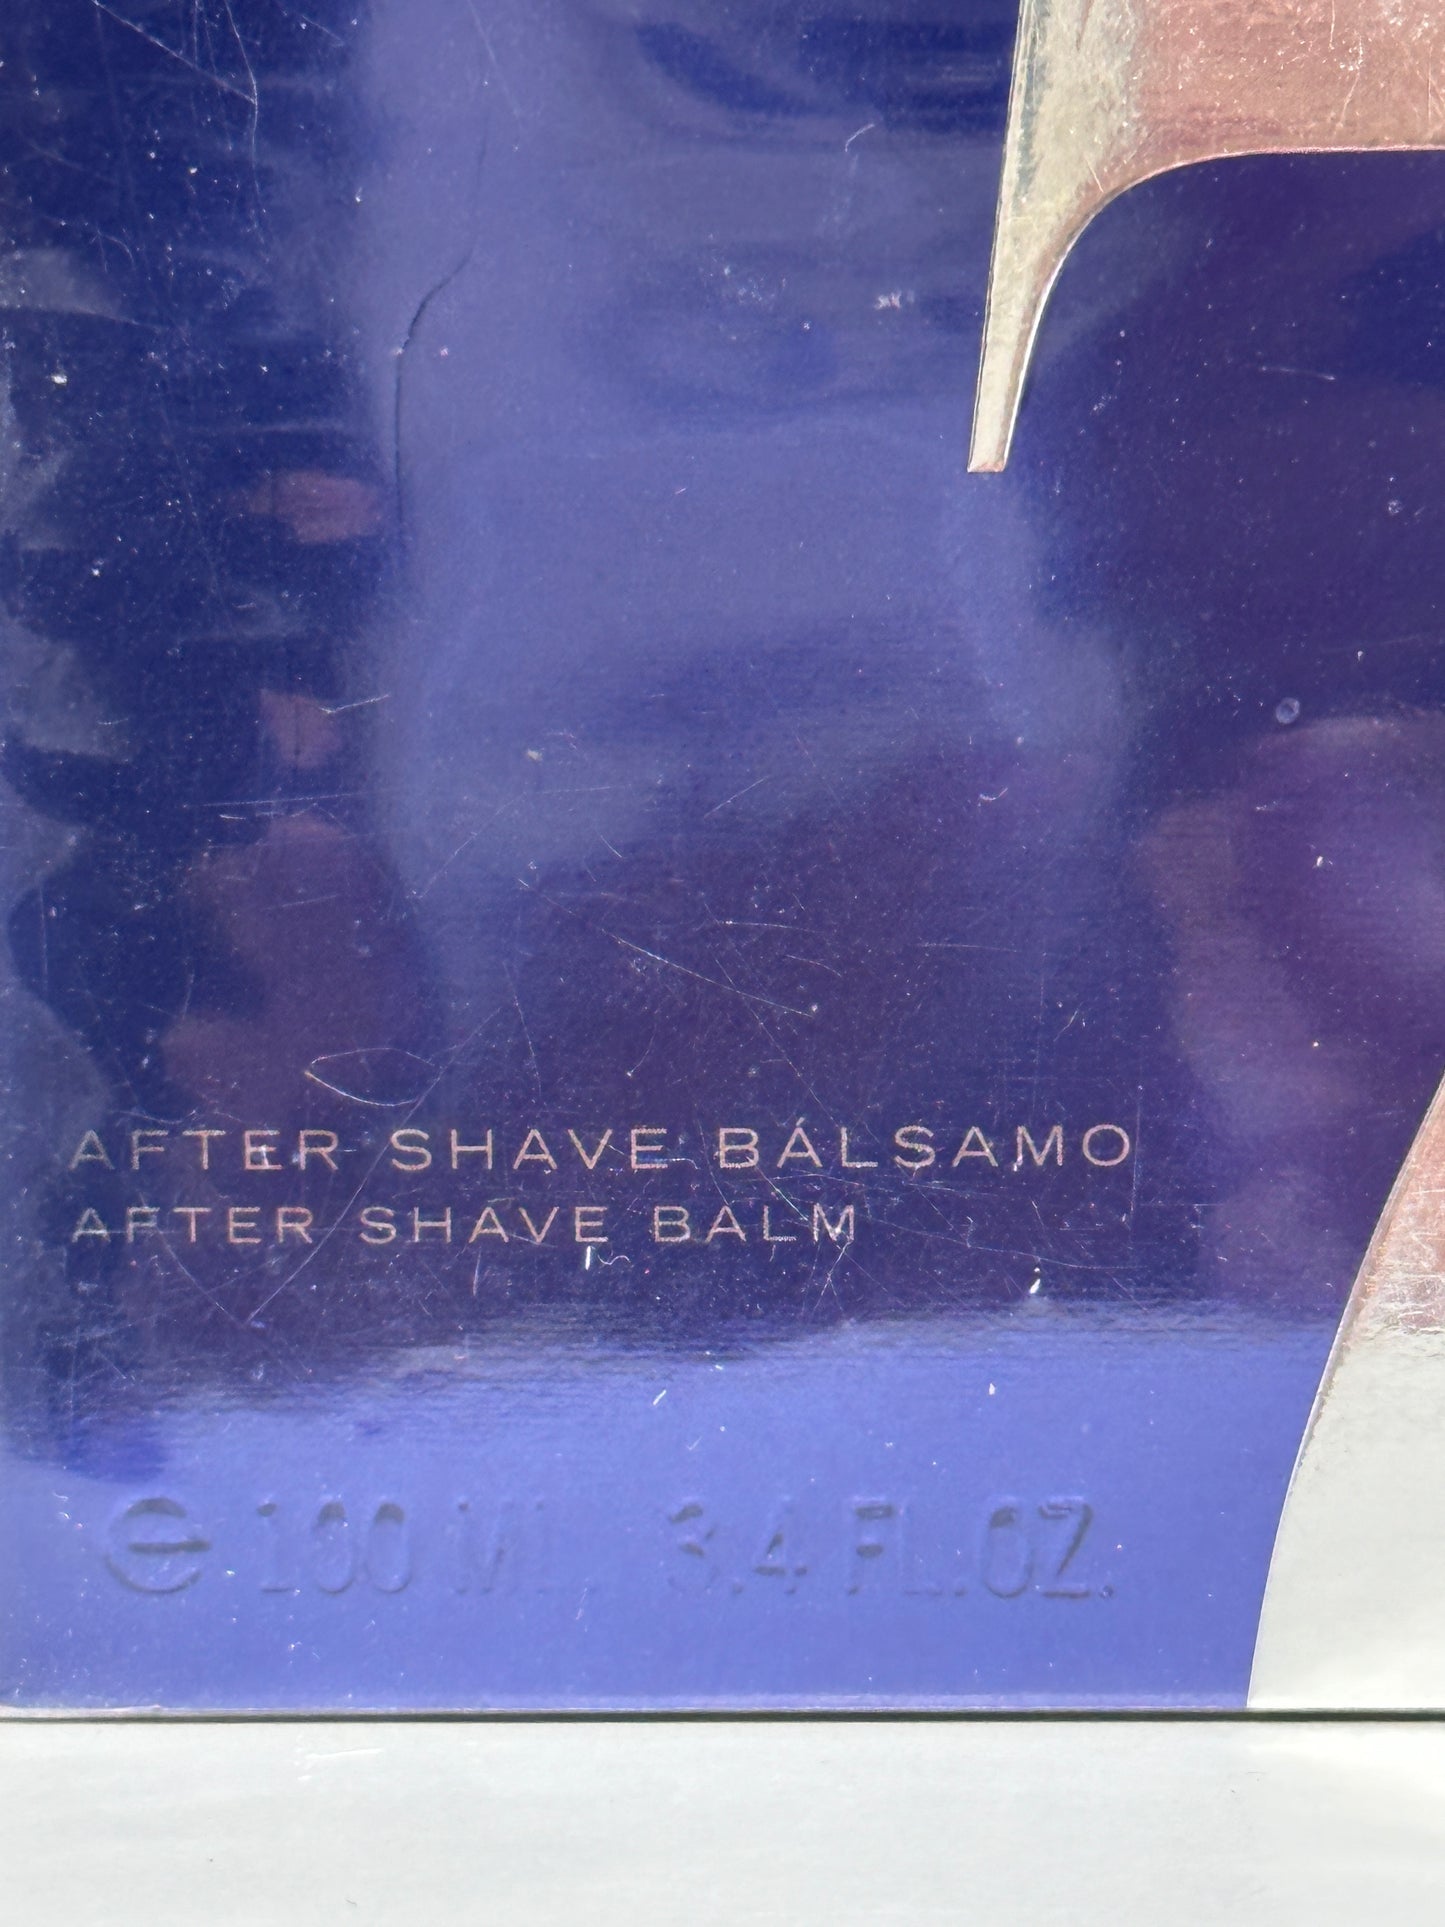 AFTER SHAVE BÁLSAMO
AFTER SHAVE BALM
℮ 100 ML. 3.4 FL.OZ.